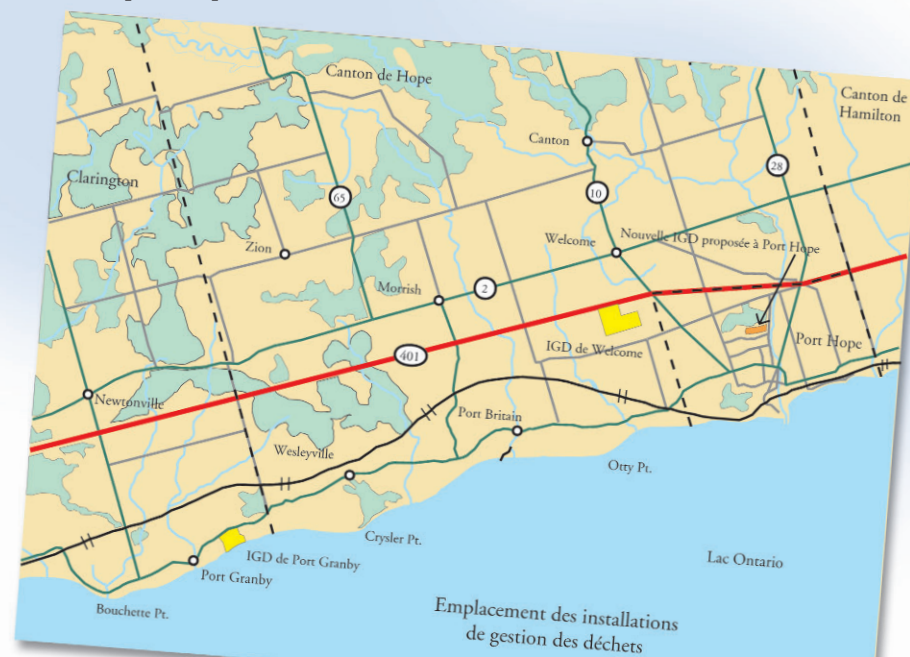 Canton de Hope
Canton de
Hamilton
Canton
Clarington
65
10
28
Zion
Welcome
Nouvelle IGD proposée à Port Hope
Morrish
2
401
IGD de Welcome
Port Hope
Newtonville
Port Britain
Wesleyville
Otty Pt.
Crysler Pt.
IGD de Port Granby
Port Granby
Lac Ontario
Bouchette Pt.
Emplacement des installations
de gestion des déchets